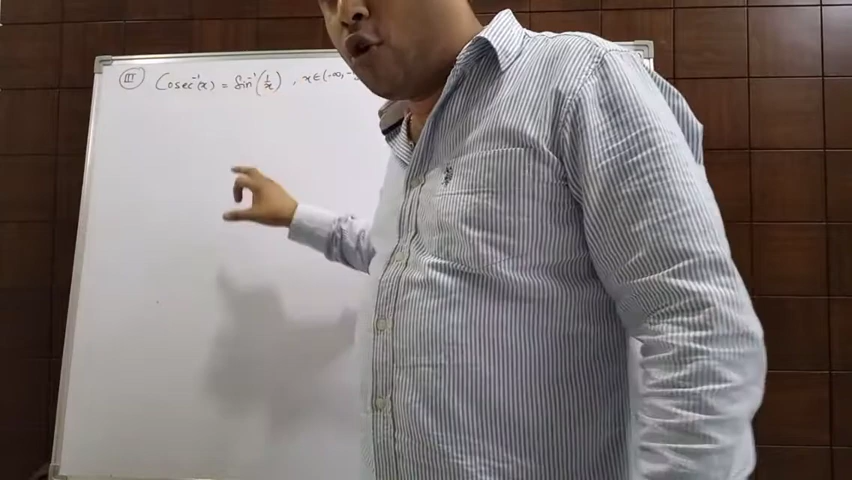 III Cosec⁻¹(x) = Sin⁻¹(1/x) , x ∈ (-∞, -